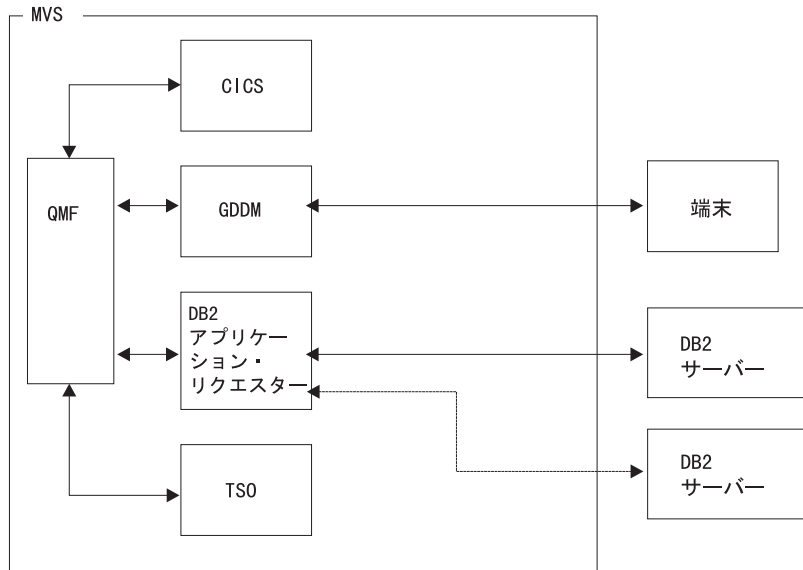 MVS
CICS
QMF
GDDM
端末
DB2
アプリケー
ション・
リクエスター
DB2
サーバー
DB2
サーバー
TSO